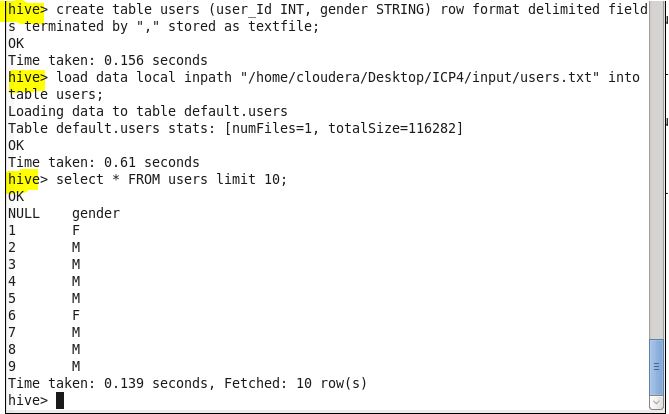 hive> create table users (user_Id INT, gender STRING) row format delimited field
s terminated by "," stored as textfile;
OK
Time taken: 0.156 seconds
hive> load data local inpath "/home/cloudera/Desktop/ICP4/input/users.txt" into
table users;
Loading data to table default.users
Table default.users stats: [numFiles=1, totalSize=116282]
OK
Time taken: 0.61 seconds
hive> select * FROM users limit 10;
OK
NULL    gender
1       F
2       M
3       M
4       M
5       M
6       F
7       M
8       M
9       M
Time taken: 0.139 seconds, Fetched: 10 row(s)
hive>